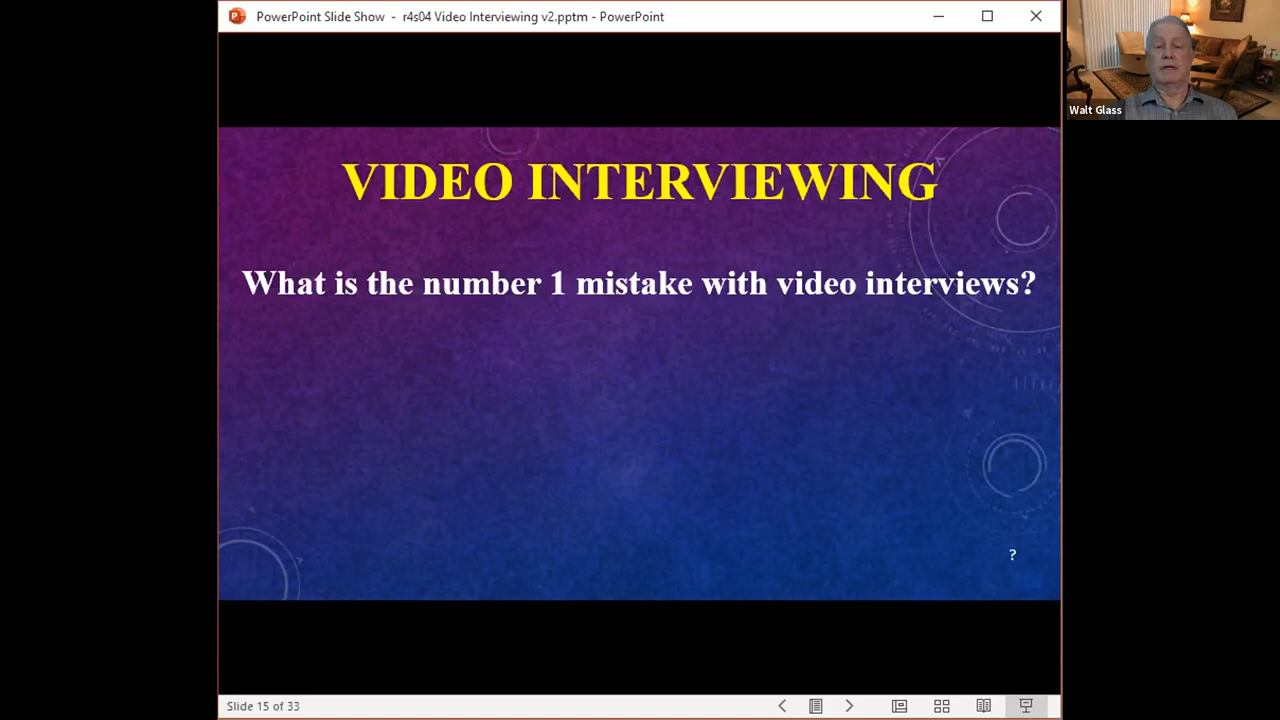 PowerPoint Slide Show - r4s04 Video Interviewing v2.pptm - PowerPoint
Walt Glass
VIDEO INTERVIEWING
What is the number 1 mistake with video interviews?
?
Slide 15 of 33